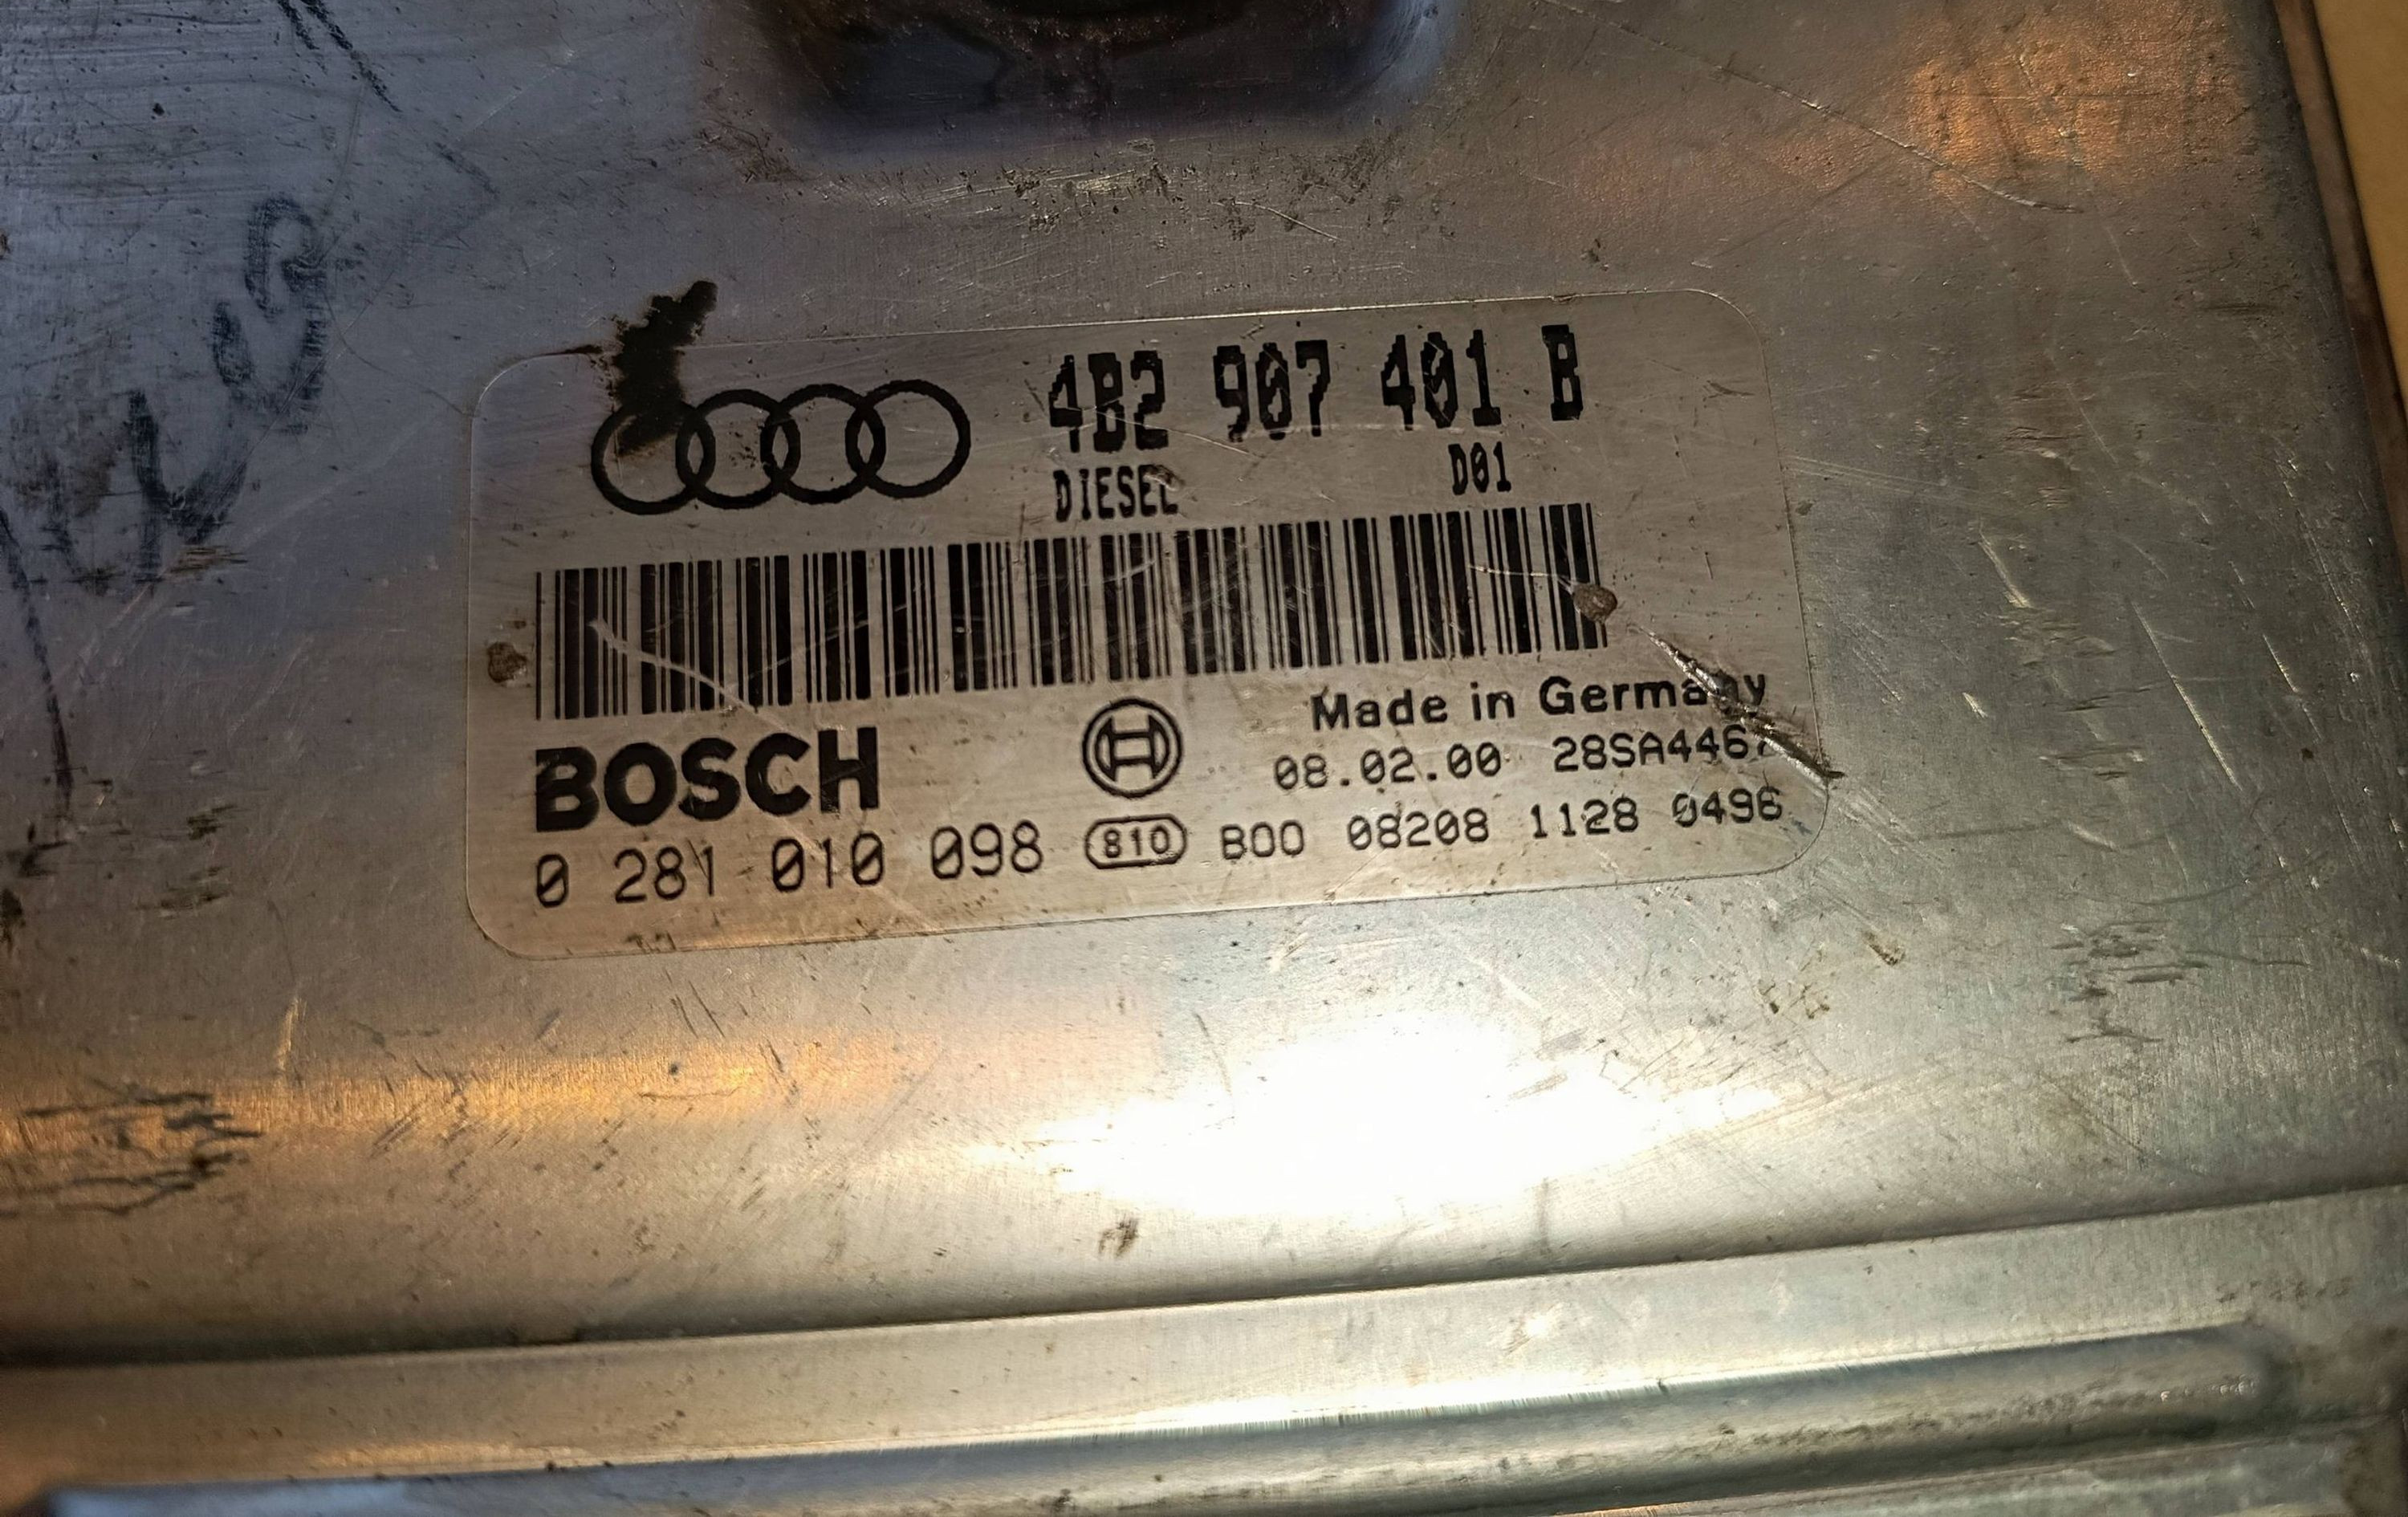 4B2 907 401 B
DIESEL D01
BOSCH
Made in Germany
08.02.00 28SA4467
0 281 010 098 810 B00 08208 1128 0496